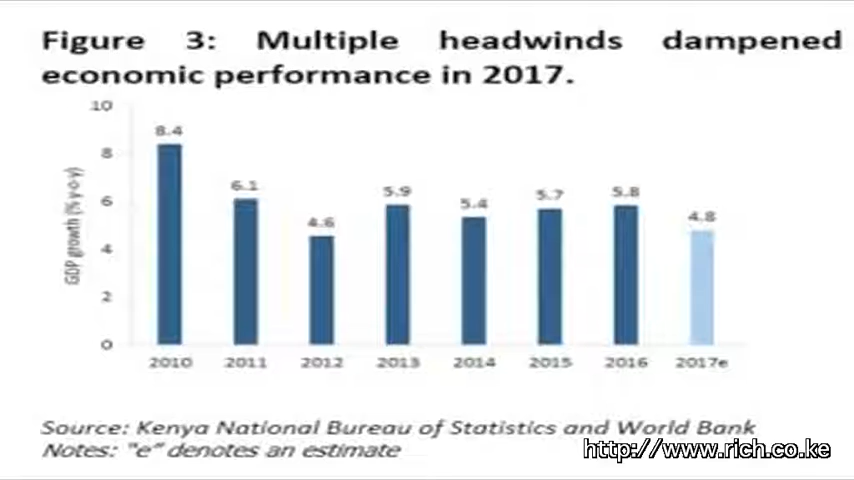 Figure 3: Multiple headwinds dampened
economic performance in 2017.
10
8
6
4
2
0
GDP growth (% y-o-y)
8.4
6.1
4.6
5.9
5.4
5.7
5.8
4.8
2010 2011 2012 2013 2014 2015 2016 2017e
Source: Kenya National Bureau of Statistics and World Bank
Notes: "e" denotes an estimate
http://www.rich.co.ke